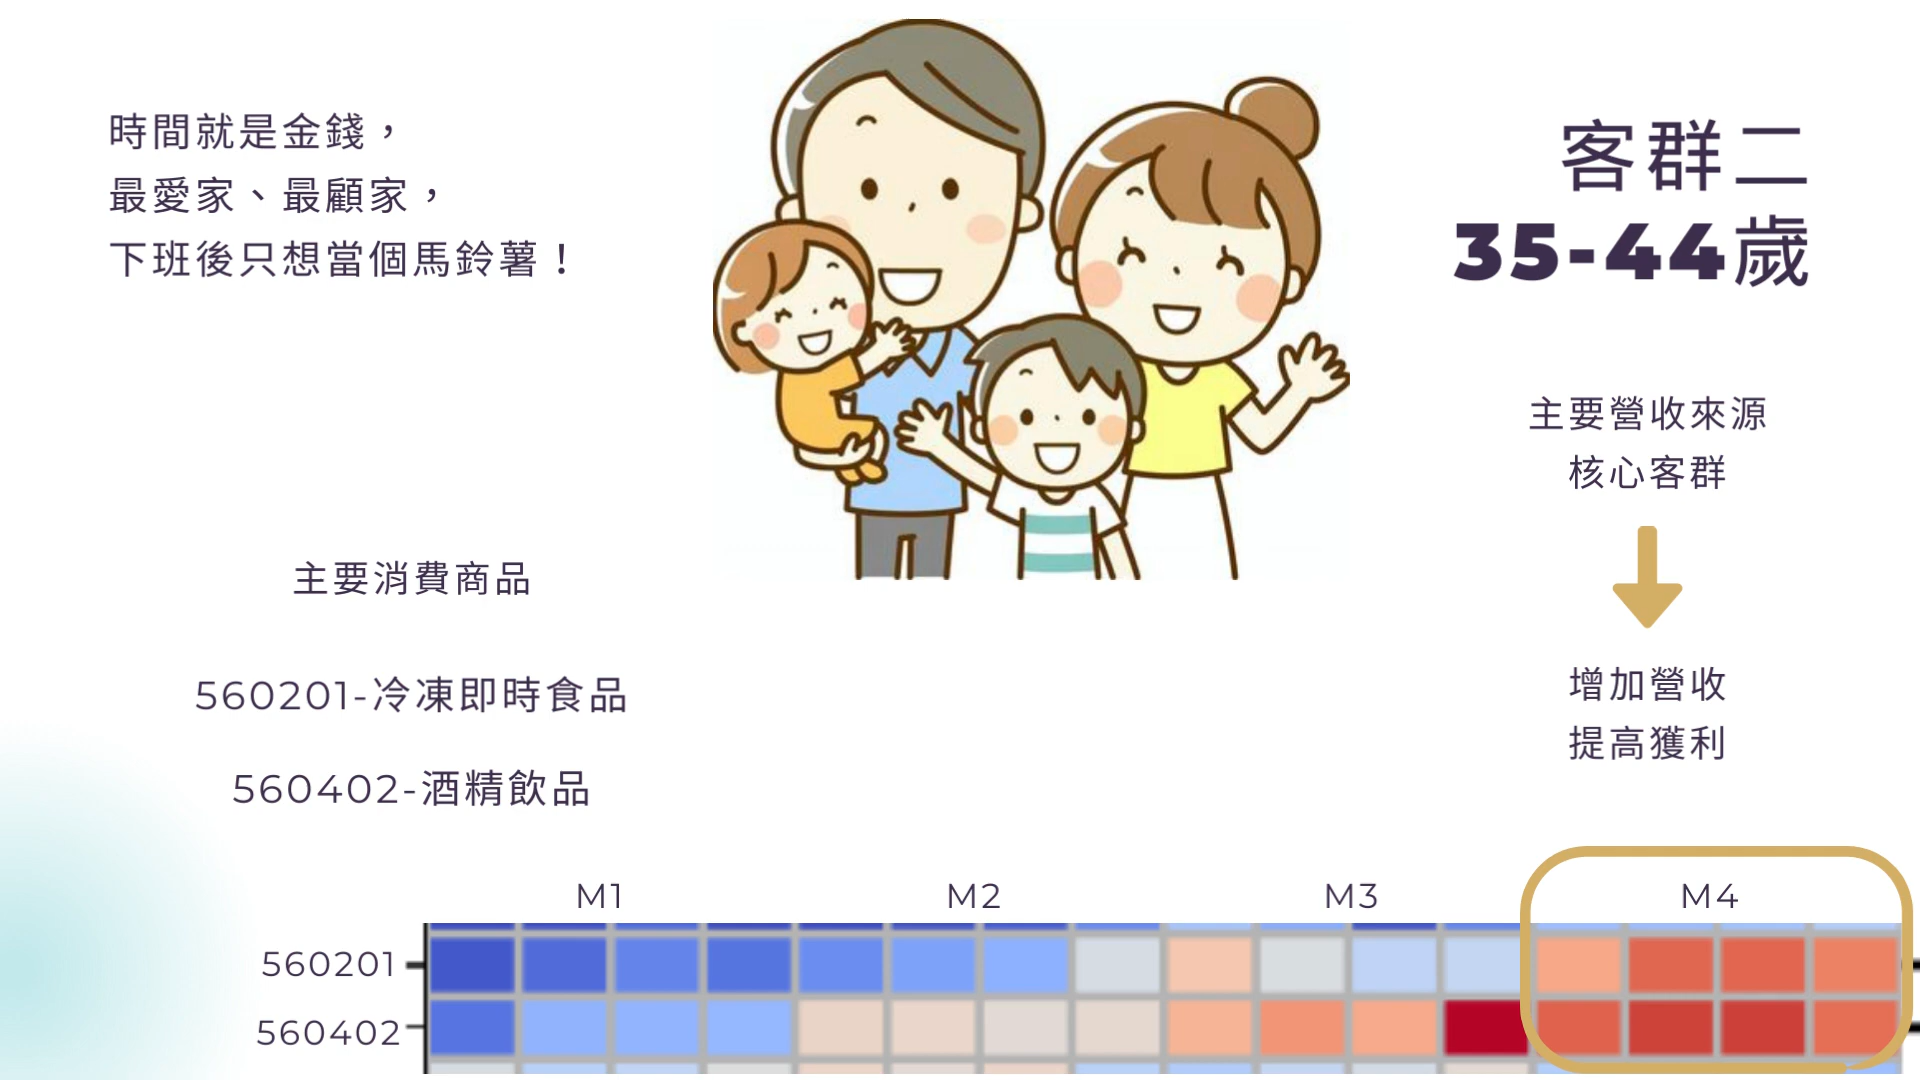 時間就是金錢，
最愛家、最顧家，
下班後只想當個馬鈴薯！
客群二
35-44歲
主要營收來源
核心客群
增加營收
提高獲利
主要消費商品
560201-冷凍即時食品
560402-酒精飲品
M1 M2 M3 M4
560201
560402